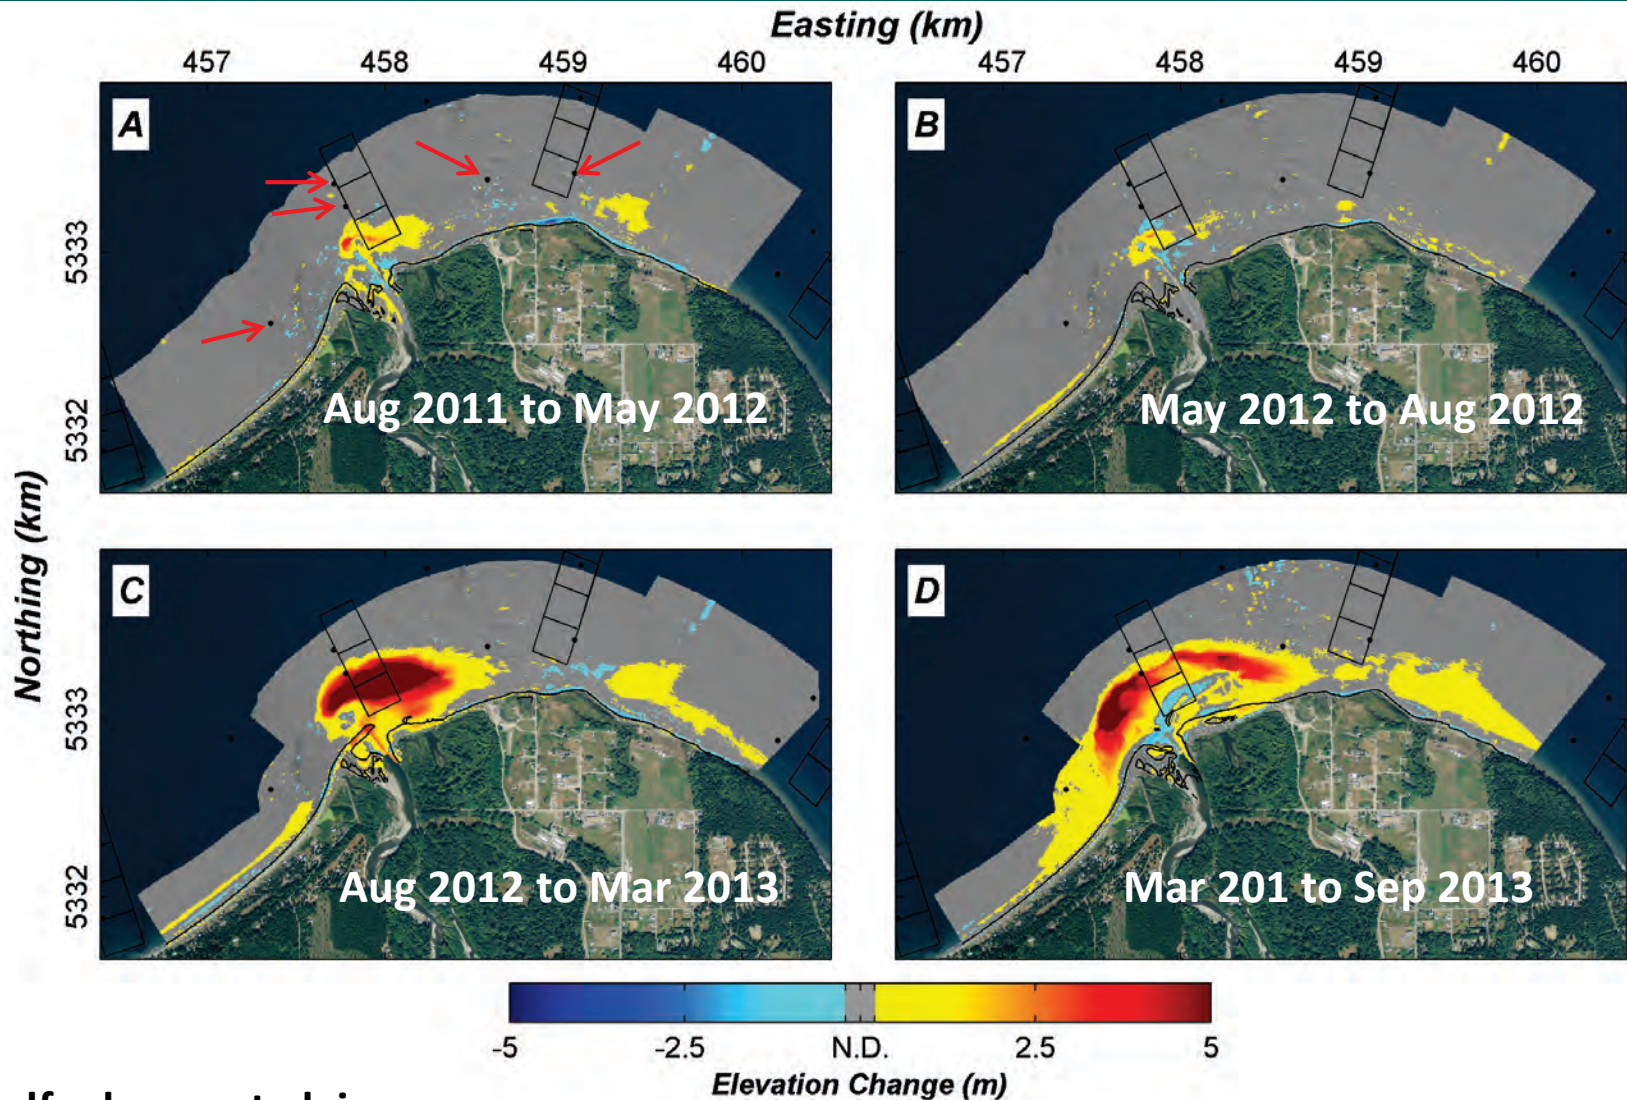 Easting (km)
457 458 459 460 457 458 459 460
A B
Northing (km)
5333
5332
Aug 2011 to May 2012 May 2012 to Aug 2012
C D
5333
5332
Aug 2012 to Mar 2013 Mar 201 to Sep 2013
-5 -2.5 N.D. 2.5 5
Elevation Change (m)